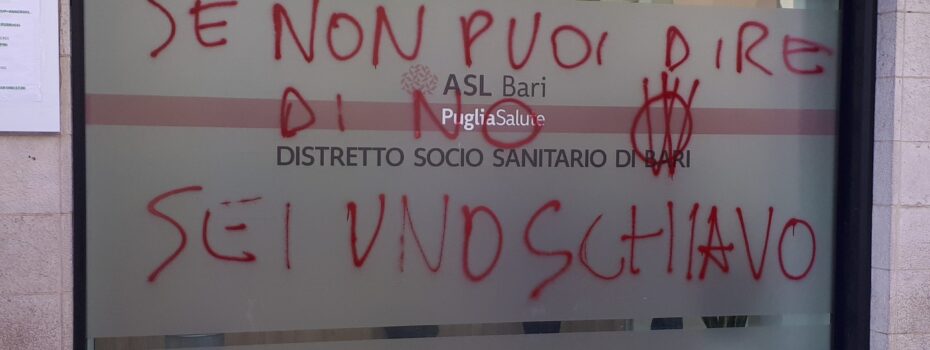 SE NON PUOI DIRE
ASL Bari
DI NO
PugliaSalute
DISTRETTO SOCIO SANITARIO DI BARI
SEI UNO SCHIAVO